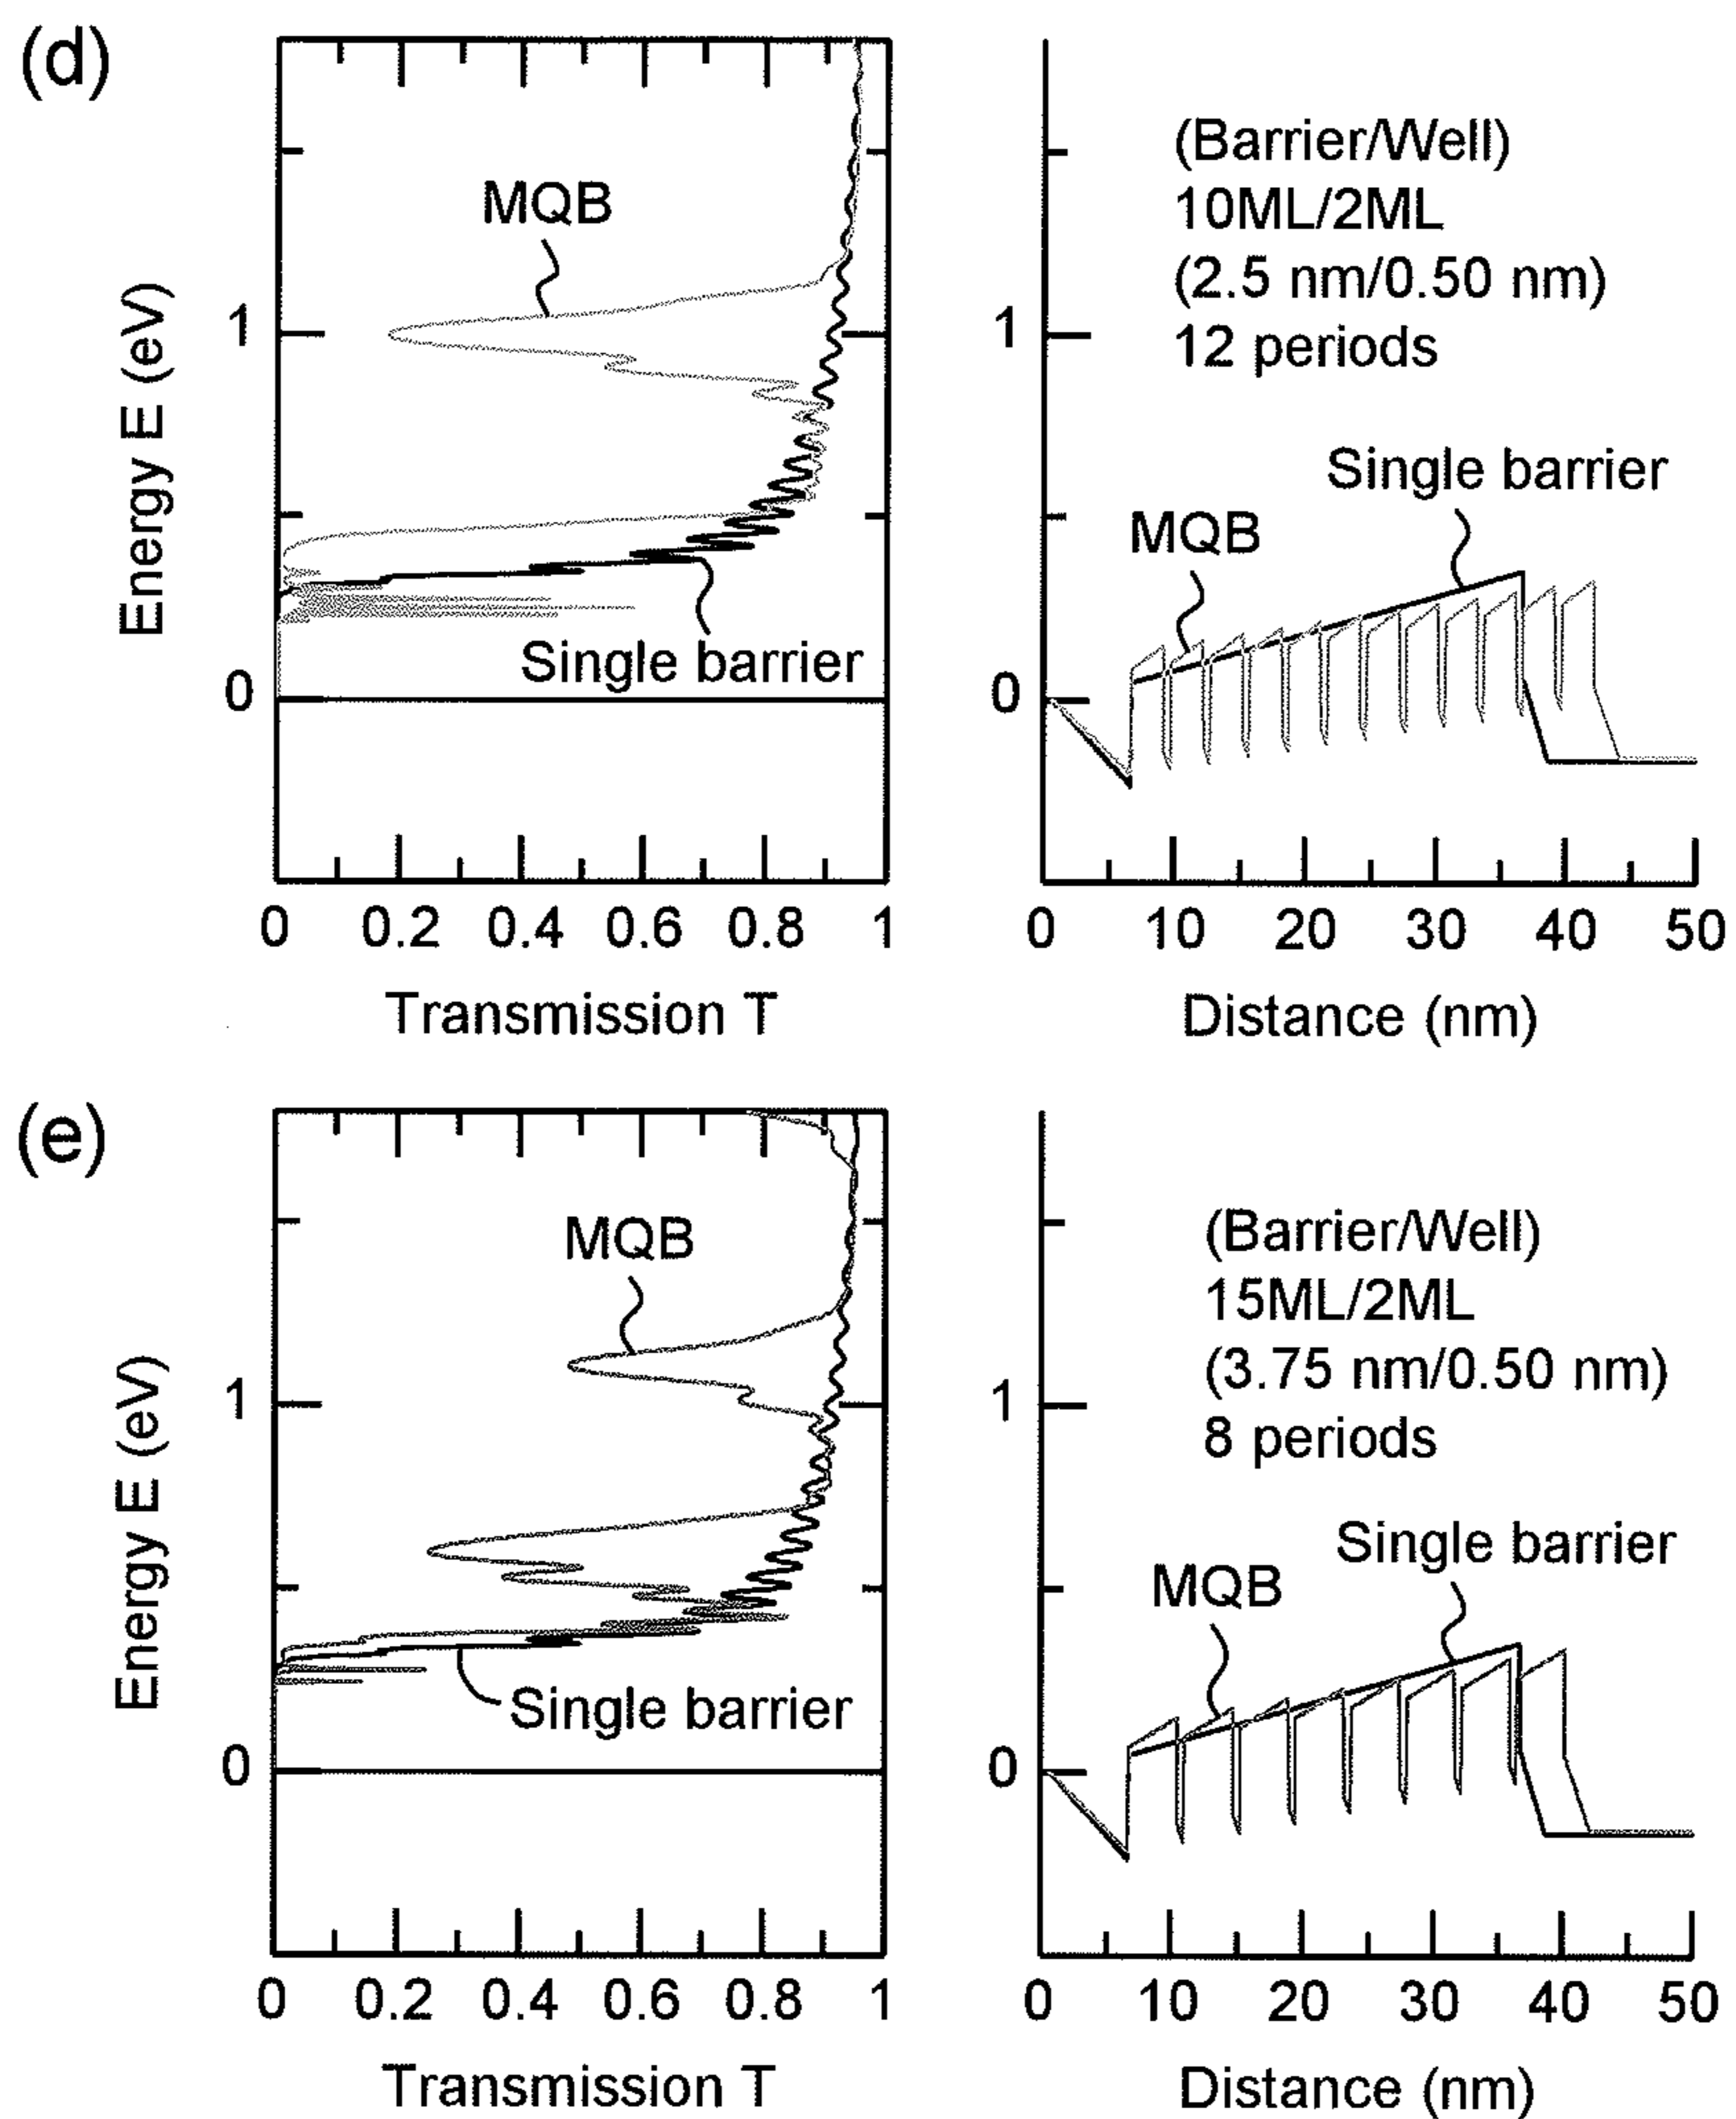 (d)
MQB
Single barrier
Energy E (eV)
1
0
0 0.2 0.4 0.6 0.8 1
Transmission T
(Barrier/Well)
10ML/2ML
(2.5 nm/0.50 nm)
12 periods
Single barrier
MQB
1
0
0 10 20 30 40 50
Distance (nm)
(e)
MQB
Single barrier
Energy E (eV)
1
0
0 0.2 0.4 0.6 0.8 1
Transmission T
(Barrier/Well)
15ML/2ML
(3.75 nm/0.50 nm)
8 periods
Single barrier
MQB
1
0
0 10 20 30 40 50
Distance (nm)